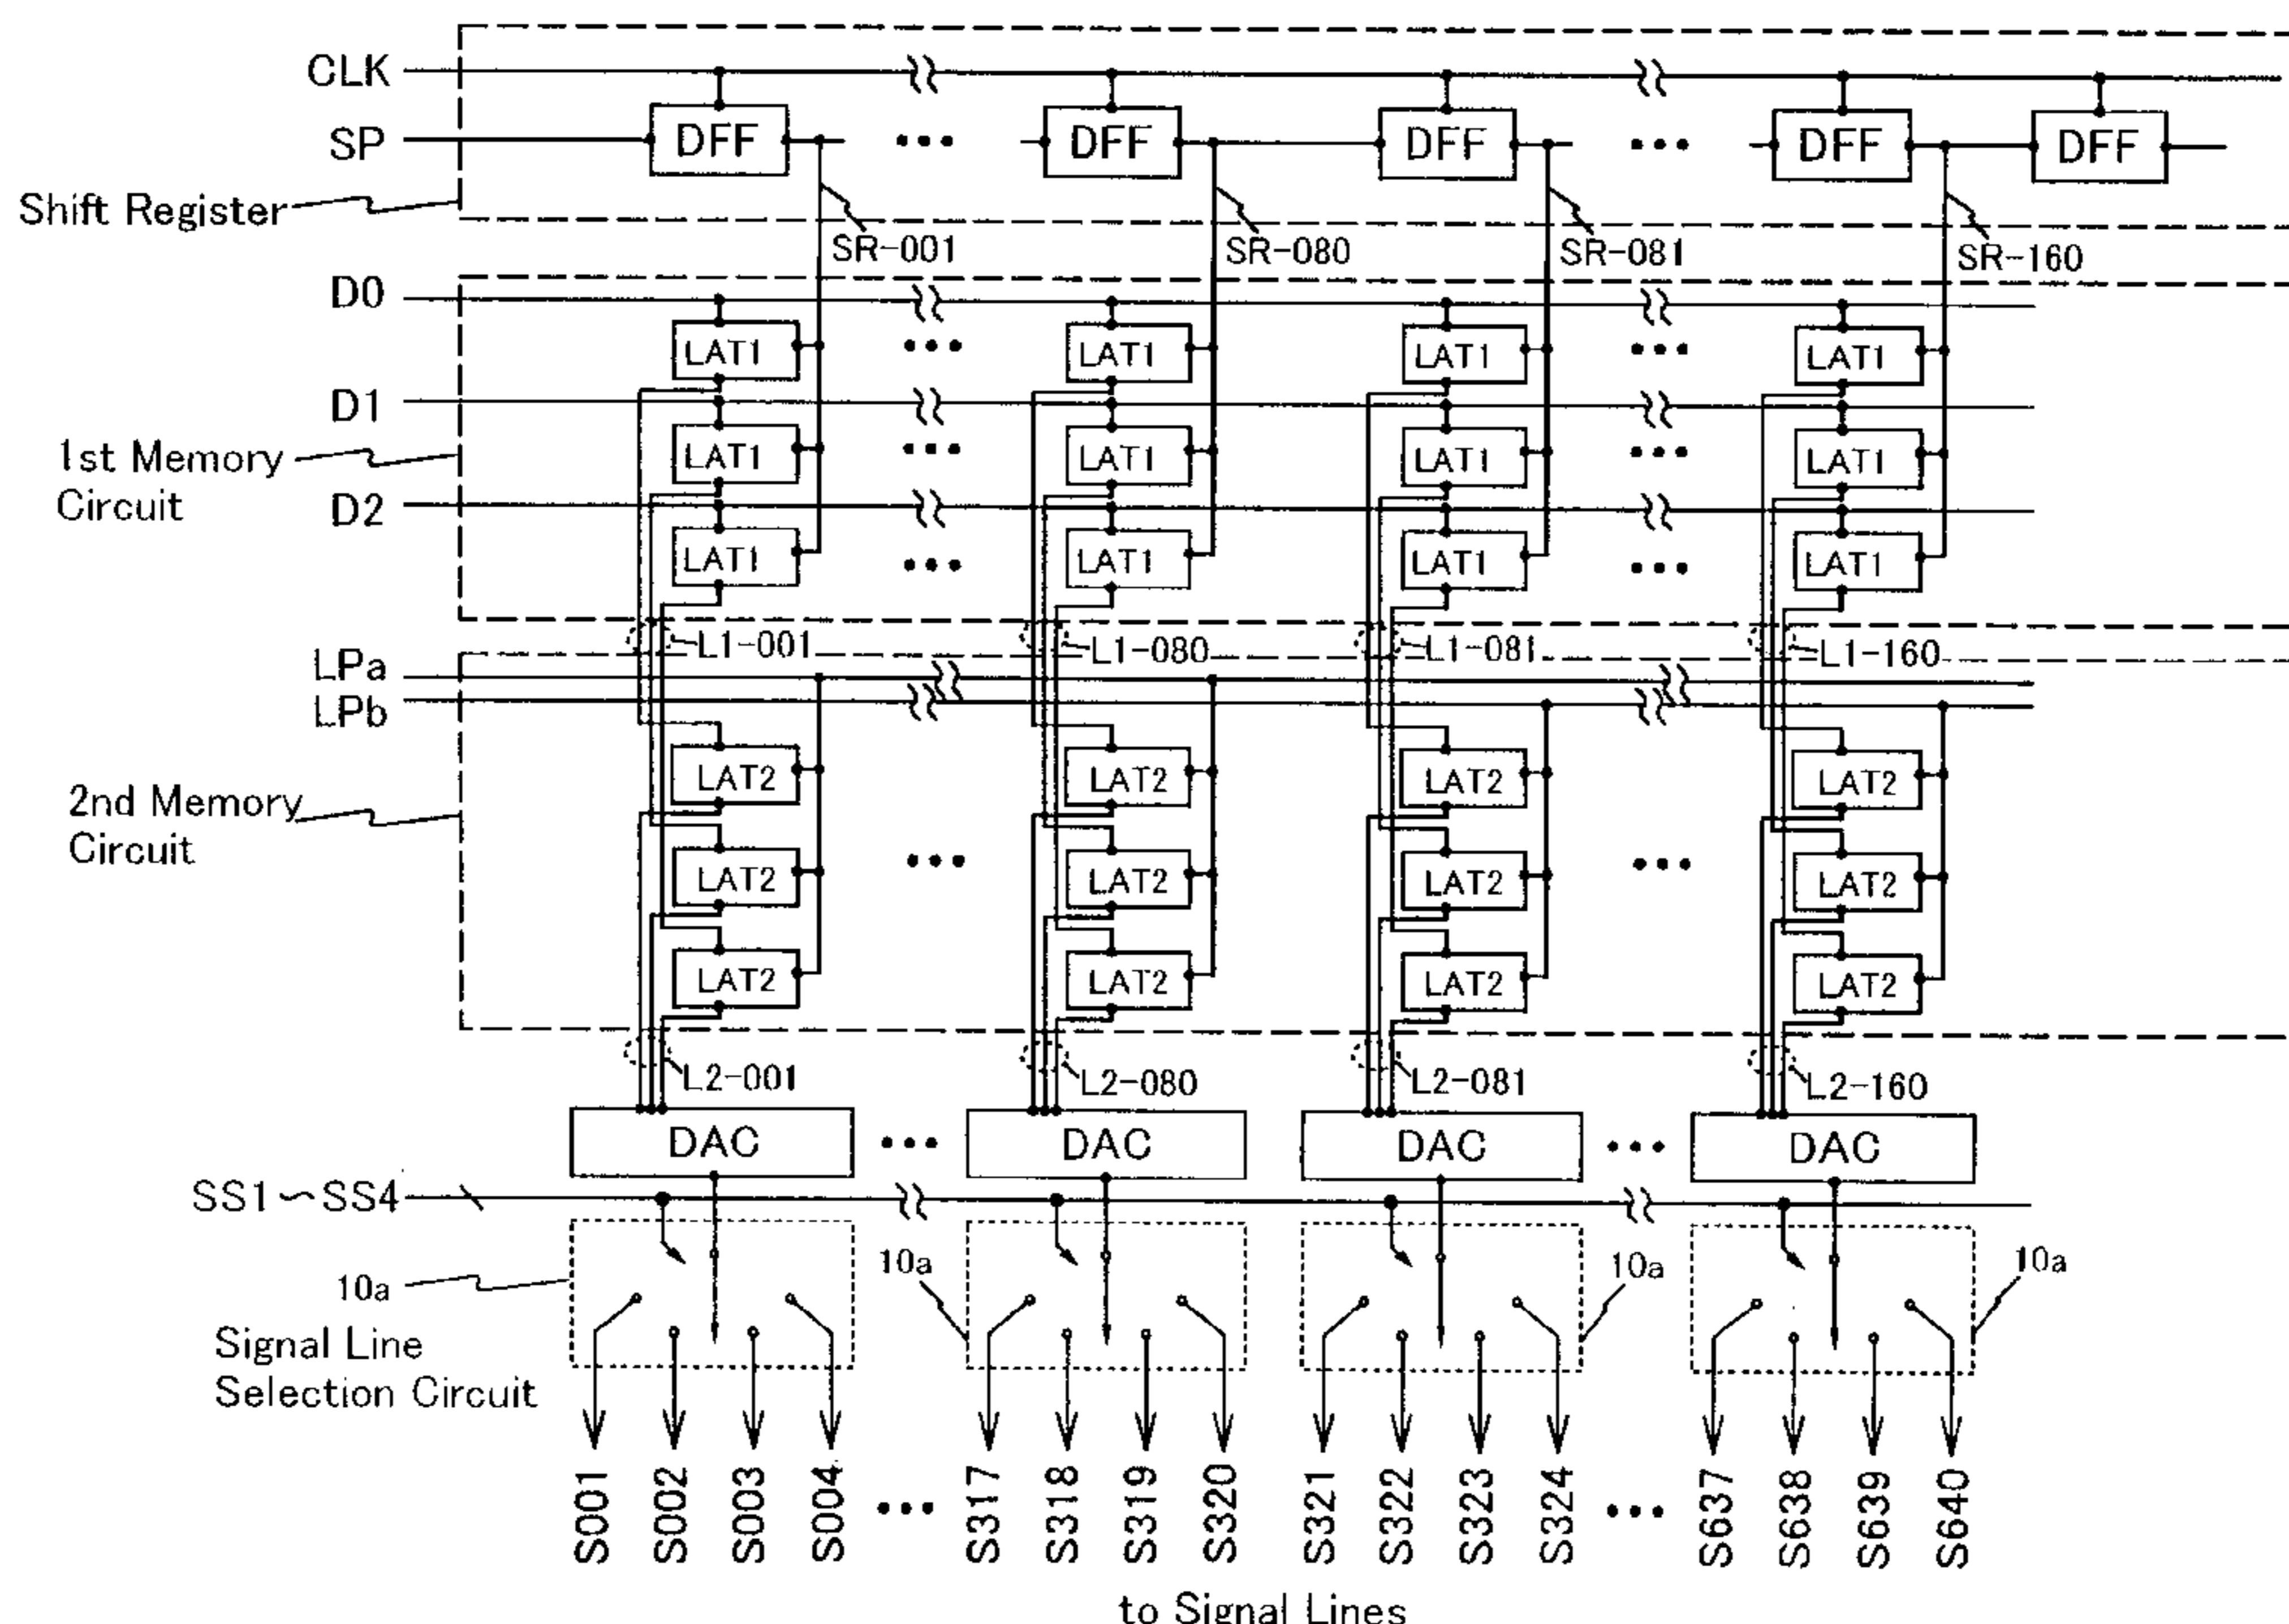 CLK
DFF DFF DFF DFF DFF
SP
Shift Register
SR-001 SR-080 SR-081 SR-160
D0
LAT1 LAT1 LAT1 LAT1
D1
1st Memory
Circuit
LAT1 LAT1 LAT1 LAT1
D2
LAT1 LAT1 LAT1 LAT1
L1-001 L1-080 L1-081 L1-160
LPa
LPb
2nd Memory
Circuit
LAT2 LAT2 LAT2 LAT2
LAT2 LAT2 LAT2 LAT2
LAT2 LAT2 LAT2 LAT2
L2-001 L2-080 L2-081 L2-160
DAC DAC DAC DAC
SS1~SS4
10a 10a 10a 10a
Signal Line
Selection Circuit
S001 S002 S003 S004 S317 S318 S319 S320 S321 S322 S323 S324 S637 S638 S639 S640
to Signal Lines